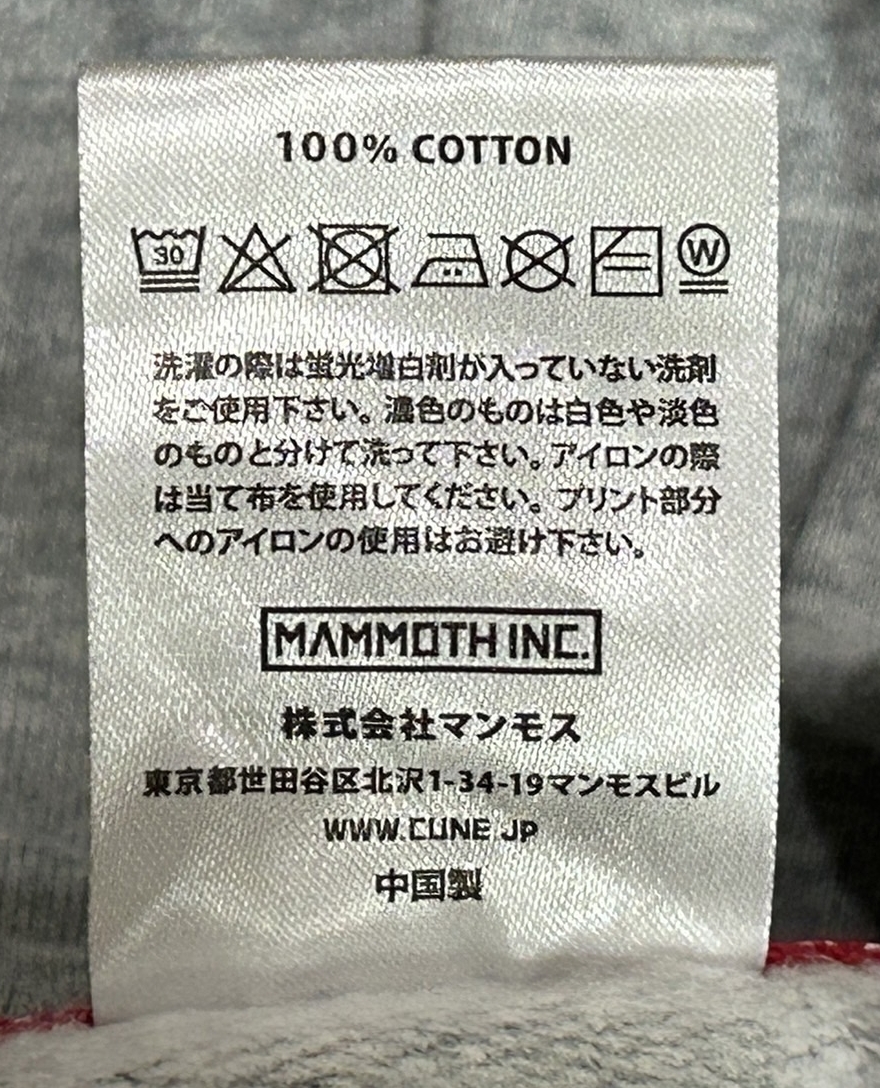 100% COTTON
30
W
洗濯の際は蛍光増白剤が入っていない洗剤
をご使用下さい。濃色のものは白色や淡色
のものと分けて洗って下さい。アイロンの際
は当て布を使用してください。プリント部分
へのアイロンの使用はお避け下さい。
MAMMOTH INC.
株式会社マンモス
東京都世田谷区北沢1-34-19マンモスビル
WWW.CLINE.JP
中国製